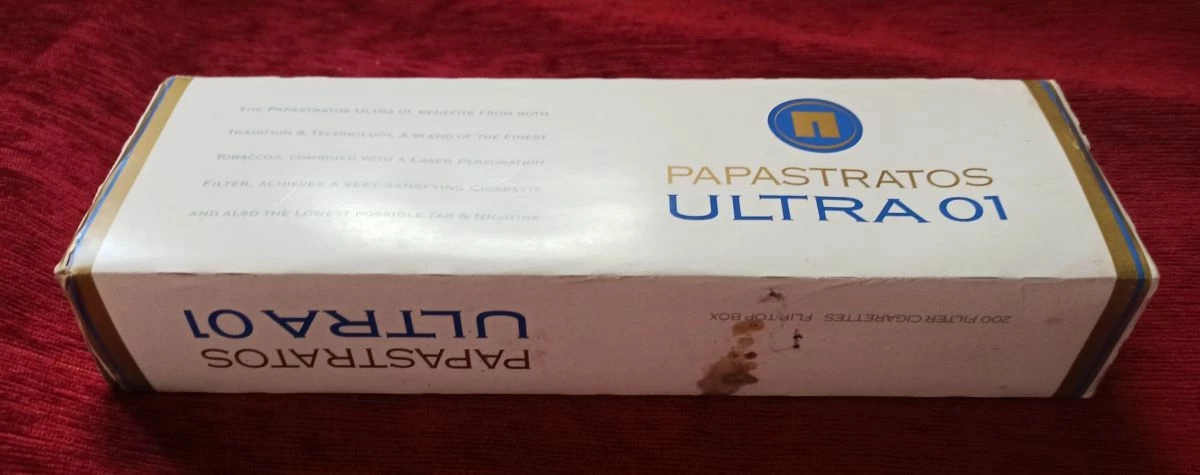 THE PAPASTRATOS ULTRA 01 BENEFITS FROM BOTH
TRADITION & TECHNOLOGY. A BLEND OF THE FINEST
TOBACCOS, COMBINED WITH A LASER PERFORATION
FILTER, ACHIEVES A VERY SATISFYING CIGARETTE
AND ALSO THE LOWEST POSSIBLE TAR & NICOTINE.
PAPASTRATOS
ULTRA 01
PAPASTRATOS
ULTRA 01
200 FILTER CIGARETTES FLIP-TOP BOX